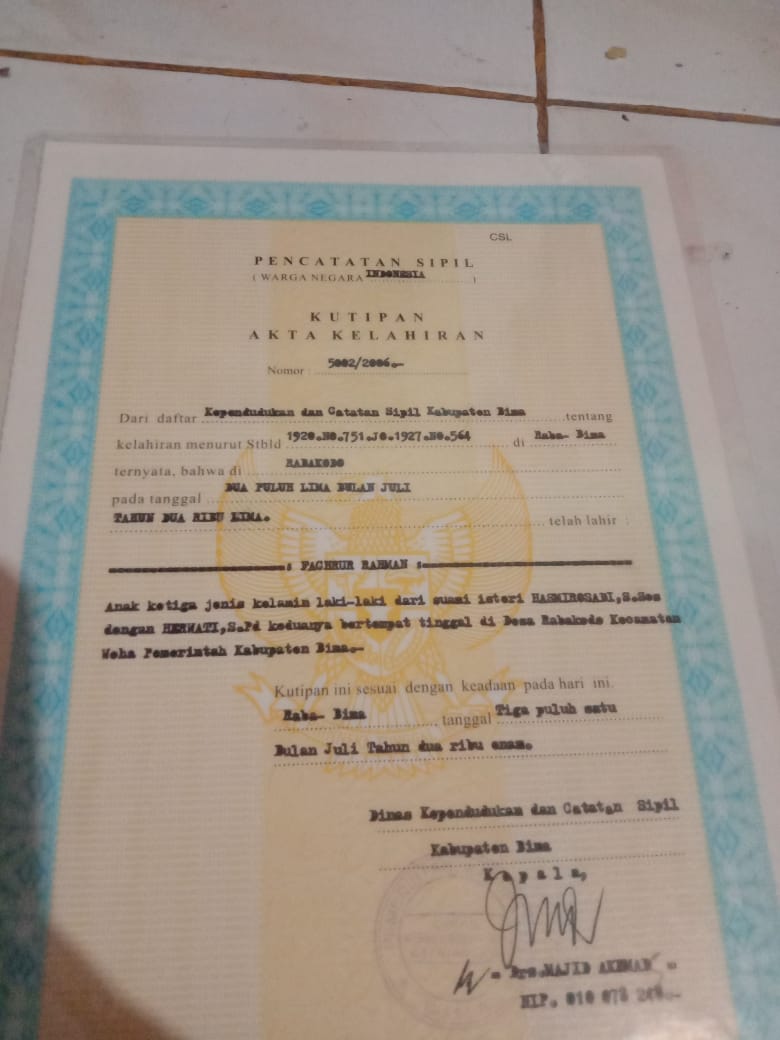 CSL
PENCATATAN SIPIL
( WARGA NEGARA INDONESIA )
KUTIPAN
AKTA KELAHIRAN
Nomor : 5002/2006.-
Dari daftar Kependudukan dan Catatan Sipil Kabupaten Bima tentang
kelahiran menurut Stbld 1920.NO.751.JO.1927.NO.564 di Raba- Bima
ternyata, bahwa di RABAKODO
pada tanggal DUA PULUH LIMA BULAN JULI
TAHUN DUA RIBU LIMA. telah lahir :
: FACHRUR RAHMAN :
Anak ketiga jenis kelamin laki-laki dari suami isteri HASMIROSADI,S.Sos
dengan HERWATI,S.Pd keduanya bertempat tinggal di Desa Rabakodo Kecamatan
Woha Pemerintah Kabupaten Bima.-
Kutipan ini sesuai dengan keadaan pada hari ini.
Raba- Bima, tanggal Tiga puluh satu
Bulan Juli Tahun dua ribu enam.
Dinas Kependudukan dan Catatan Sipil
Kabupaten Bima
Kepala,
= Drs.MAJID AKHMAD =
NIP. 010 078